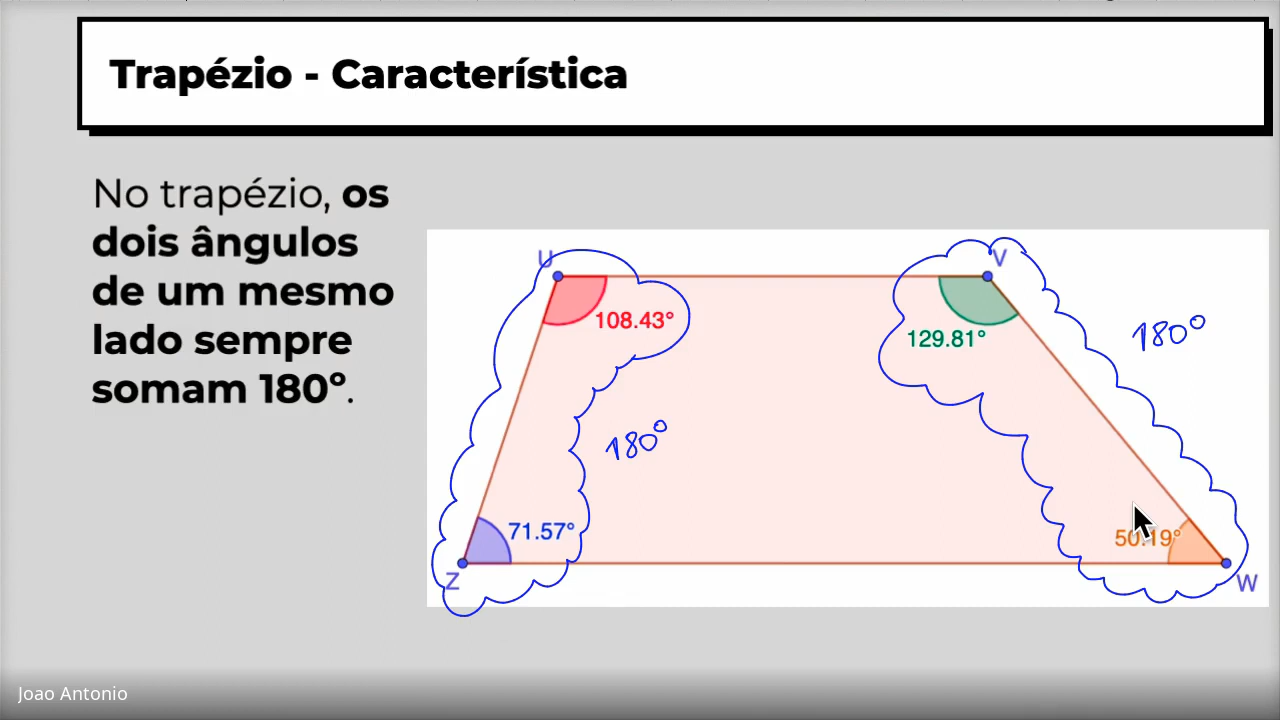 Trapézio - Característica
No trapézio, os
dois ângulos
de um mesmo
lado sempre
somam 180º.
U
V
108.43°
129.81°
180°
180°
71.57°
50.19°
Z
W
Joao Antonio